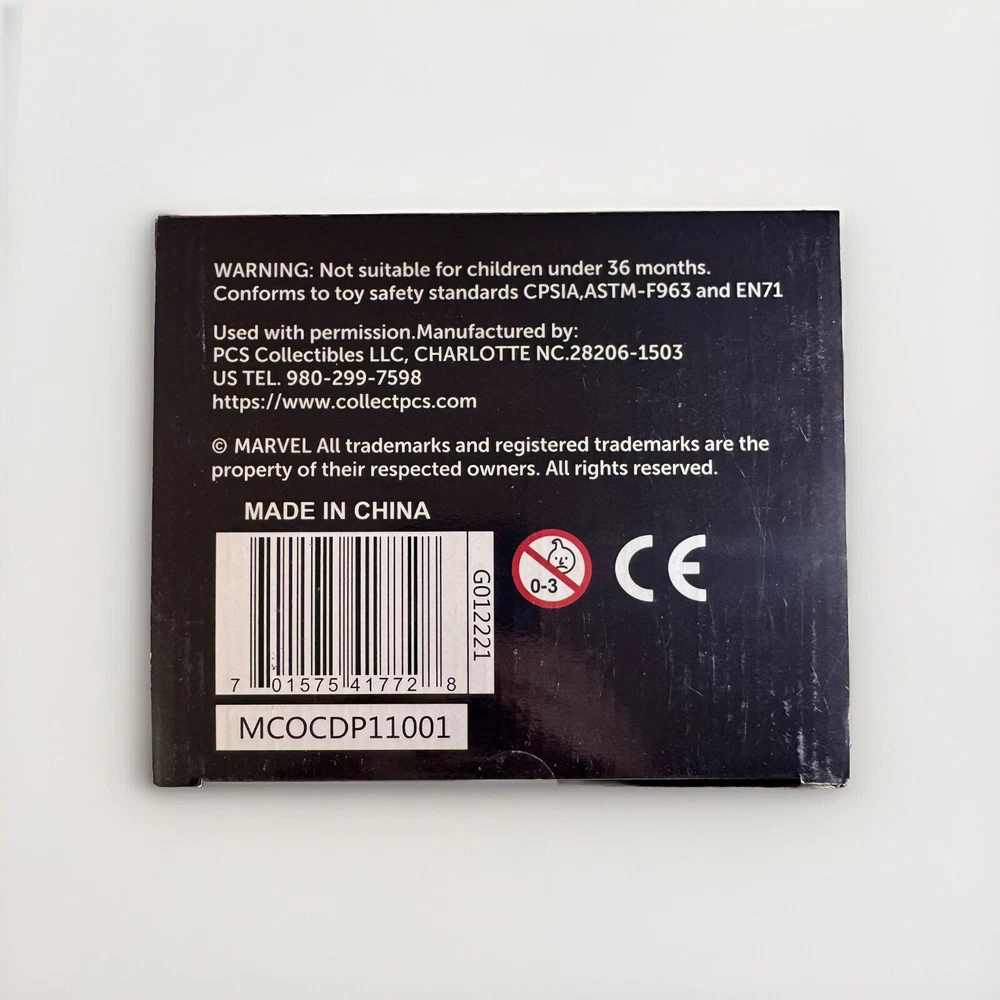 WARNING: Not suitable for children under 36 months.
Conforms to toy safety standards CPSIA,ASTM-F963 and EN71
Used with permission.Manufactured by:
PCS Collectibles LLC, CHARLOTTE NC.28206-1503
US TEL. 980-299-7598
https://www.collectpcs.com
© MARVEL All trademarks and registered trademarks are the
property of their respected owners. All rights reserved.
MADE IN CHINA
G012221
0-3
CE
7 01575 41772 8
MCOCDP11001